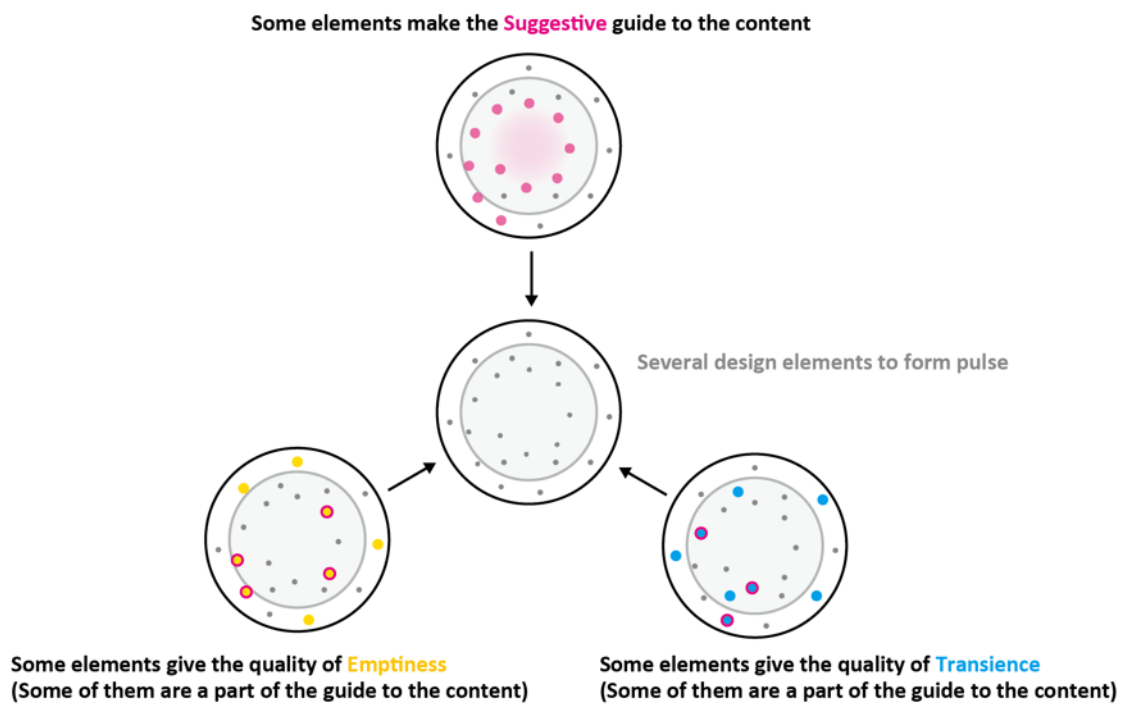 Some elements make the Suggestive guide to the content
Several design elements to form pulse
Some elements give the quality of Emptiness
(Some of them are a part of the guide to the content)
Some elements give the quality of Transience
(Some of them are a part of the guide to the content)